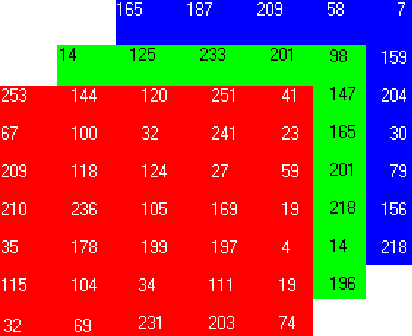 165 187 209 58 7
14 125 233 201 98 159
253 144 120 251 41 147 204
67 100 32 241 23 165 30
209 118 124 27 59 201 79
210 236 105 169 19 218 156
35 178 199 197 4 14 218
115 104 34 111 19 196
32 69 231 203 74